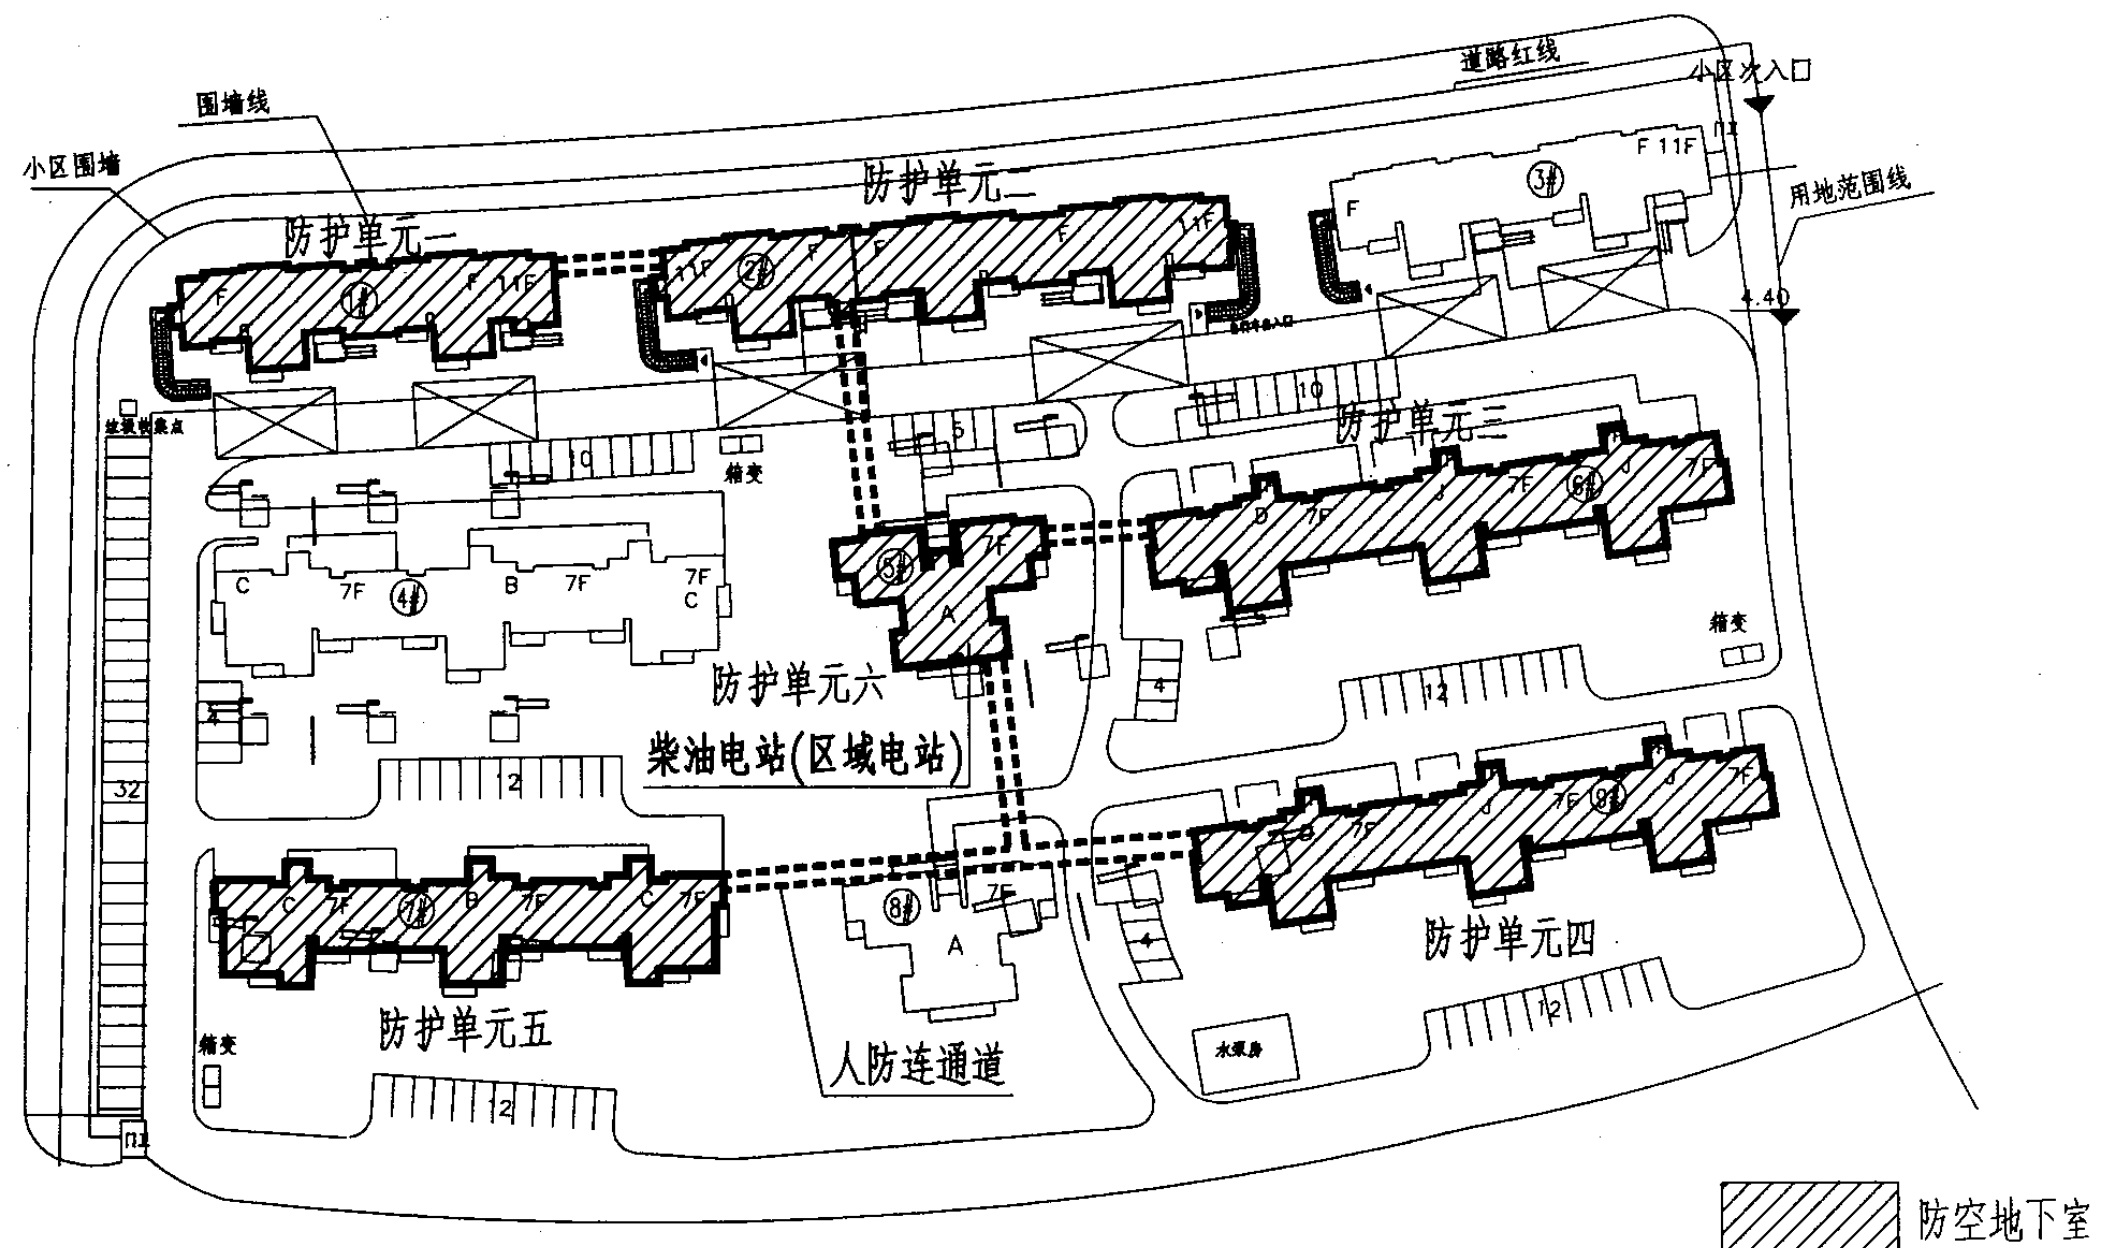 道路红线
小区次入口
围墙线
门卫
F 11F
小区围墙
3#
防护单元二
用地范围线
F
防护单元一
11F
F
F
F
11F
2#
F
F
11F
1#
4.40
10
防护单元三
垃圾收集点
5
10
箱变
J
7F
J
7F
6#
D
7F
7F
5#
C
7F
4#
B
7F
7F
C
A
箱变
防护单元六
4
12
4
柴油电站(区域电站)
12
32
D
7F
J
7F
9#
J
7F
C
7F
7#
B
7F
C
7F
8#
7F
A
4
防护单元四
防护单元五
12
箱变
人防连通道
水泵房
12
门卫
防空地下室